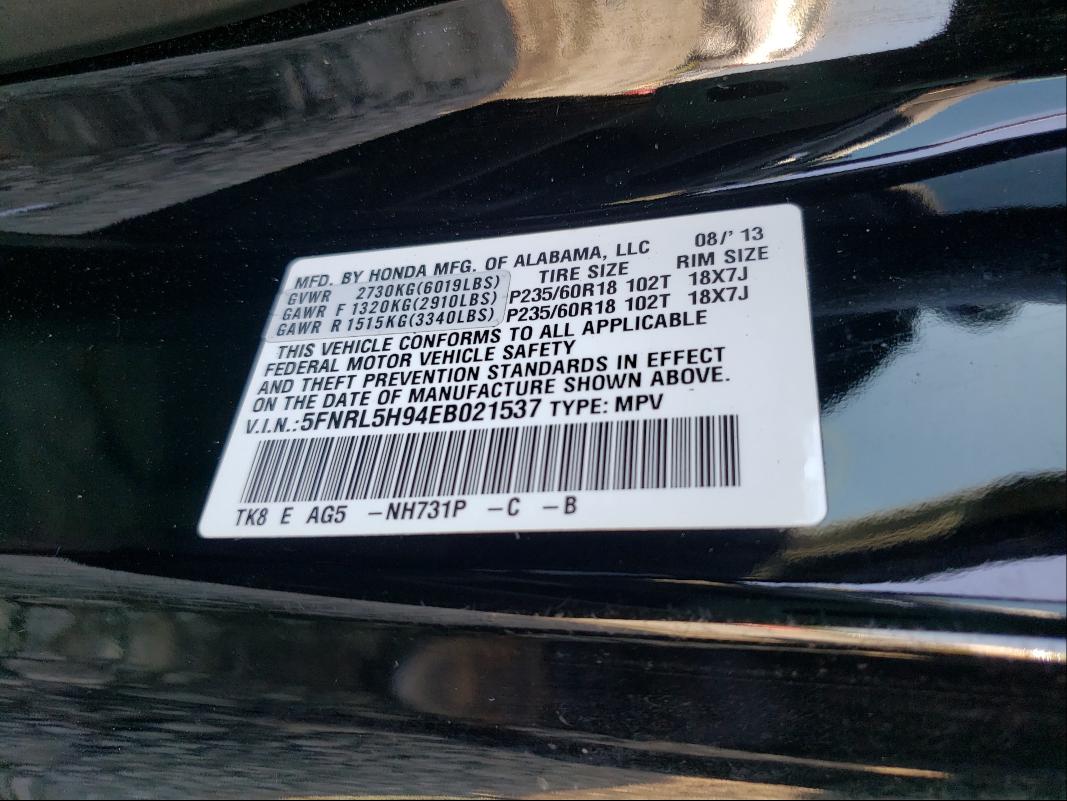 MFD. BY HONDA MFG. OF ALABAMA, LLC 08/'13
GVWR 2730KG(6019LBS) TIRE SIZE RIM SIZE
GAWR F 1320KG(2910LBS) P235/60R18 102T 18X7J
GAWR R 1515KG(3340LBS) P235/60R18 102T 18X7J
THIS VEHICLE CONFORMS TO ALL APPLICABLE
FEDERAL MOTOR VEHICLE SAFETY
AND THEFT PREVENTION STANDARDS IN EFFECT
ON THE DATE OF MANUFACTURE SHOWN ABOVE.
V.I.N.:5FNRL5H94EB021537 TYPE: MPV
TK8 E AG5 –NH731P –C –B